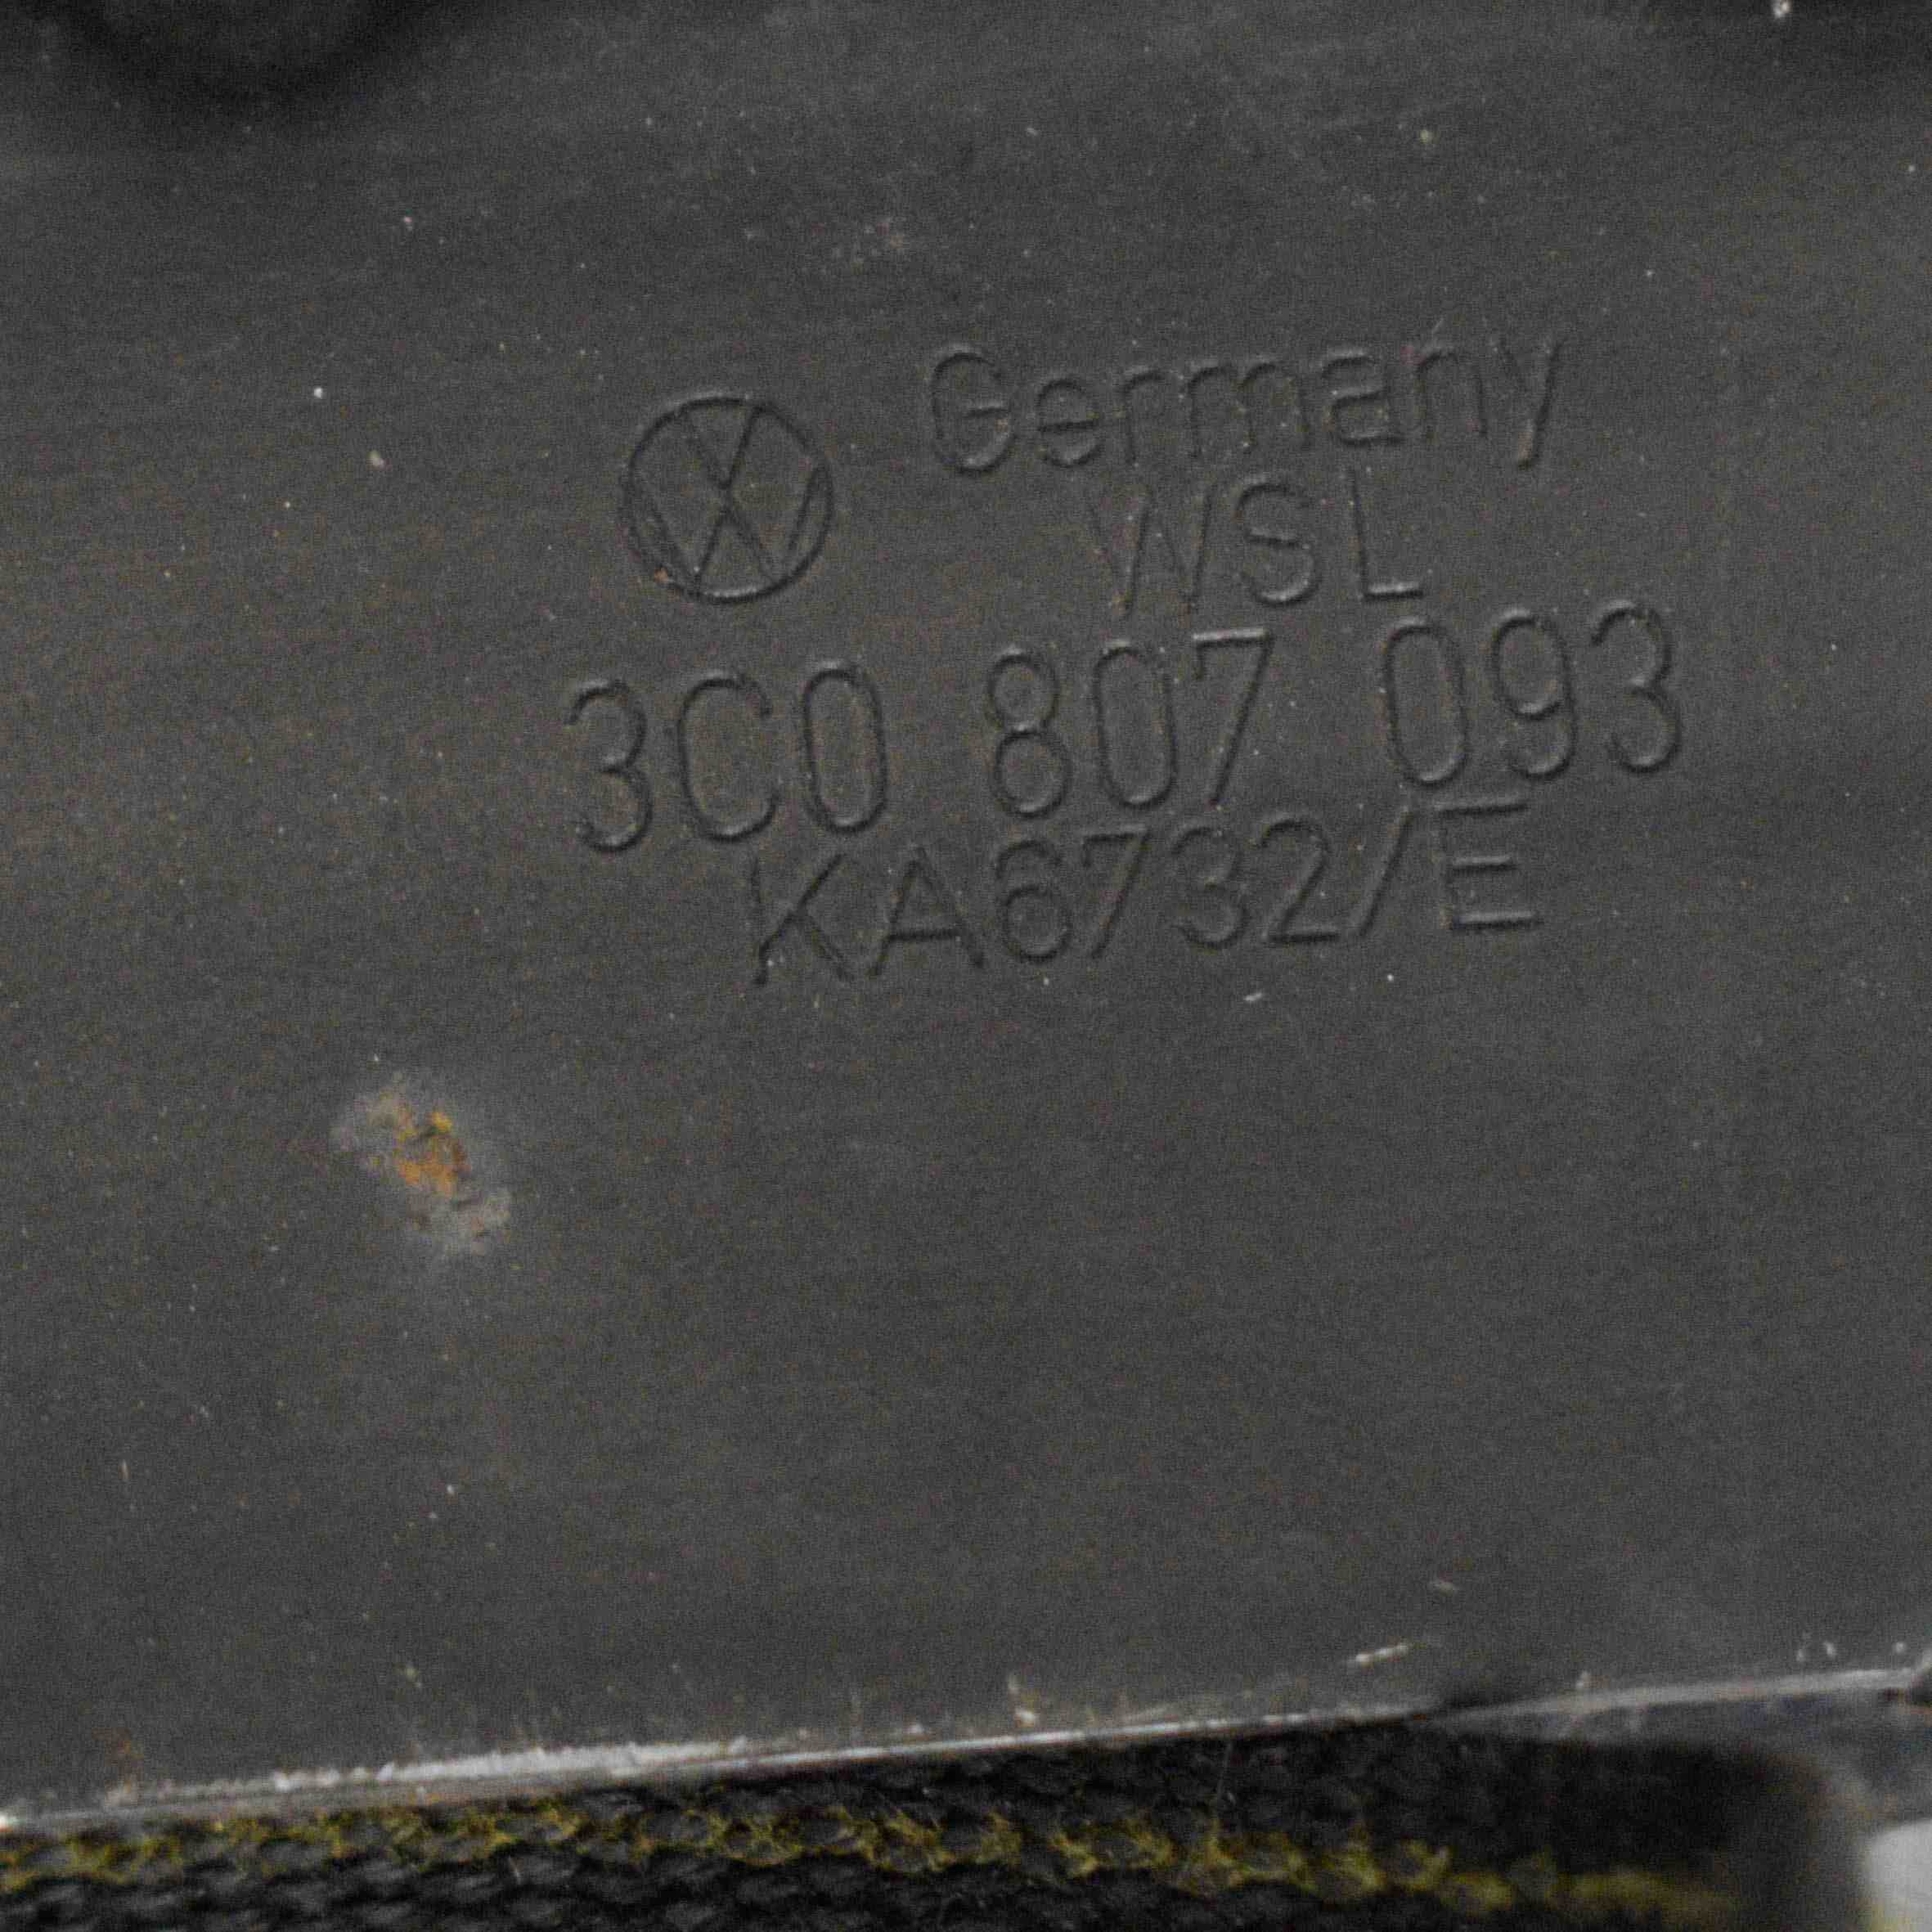 Germany
WSL
3C0 807 093
KA6732/E